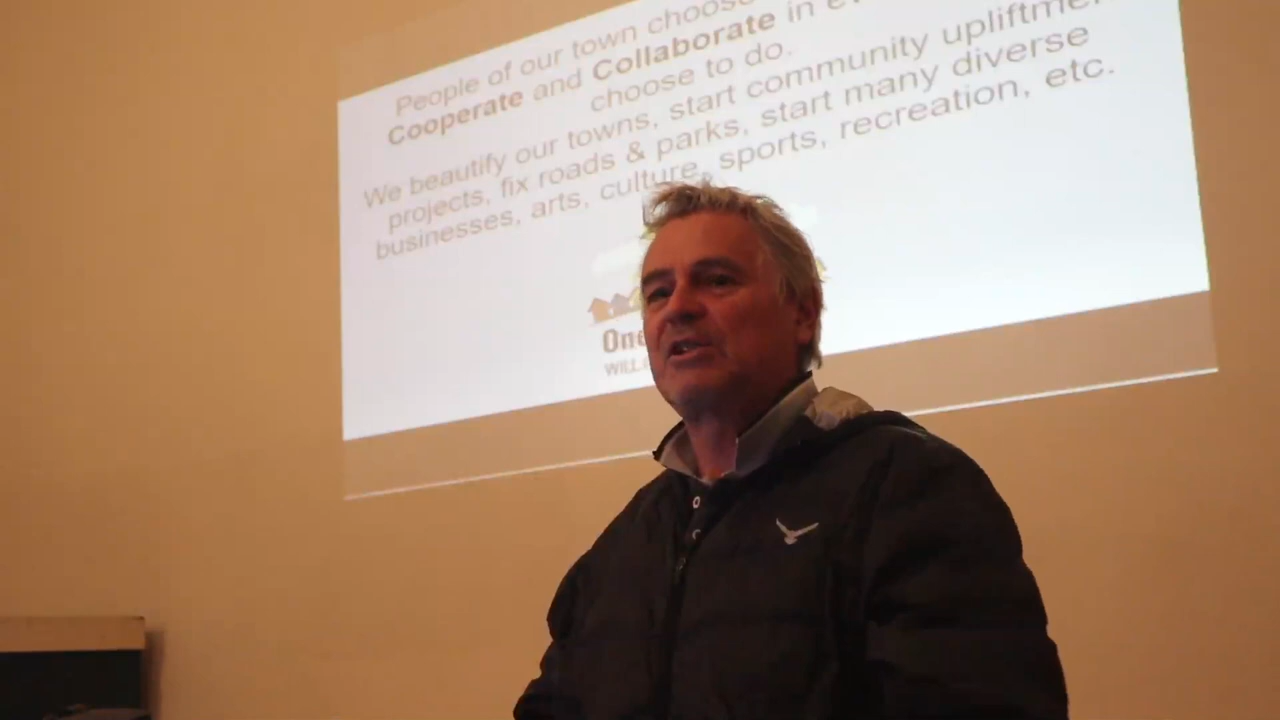 People of our town choose
Cooperate and Collaborate in
choose to do.
We beautify our towns, start community
projects, fix roads & parks, start many diverse
businesses, arts, culture, sports, recreation, etc.
One